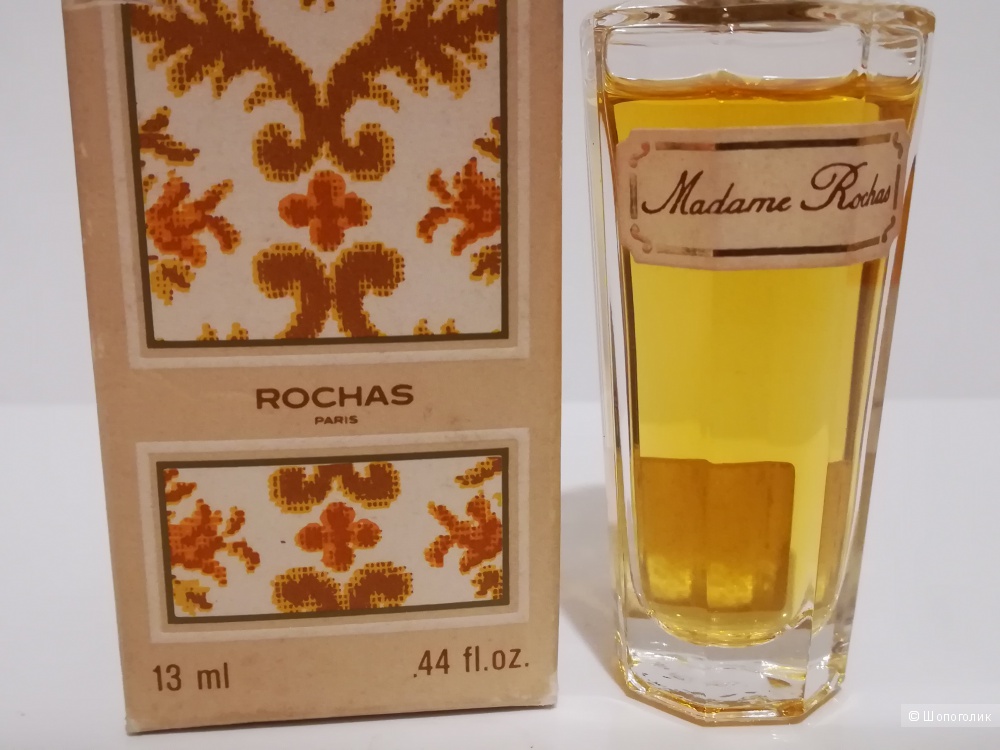 ROCHAS
PARIS
13 ml
.44 fl.oz.
Madame Rochas
© Шопоголик